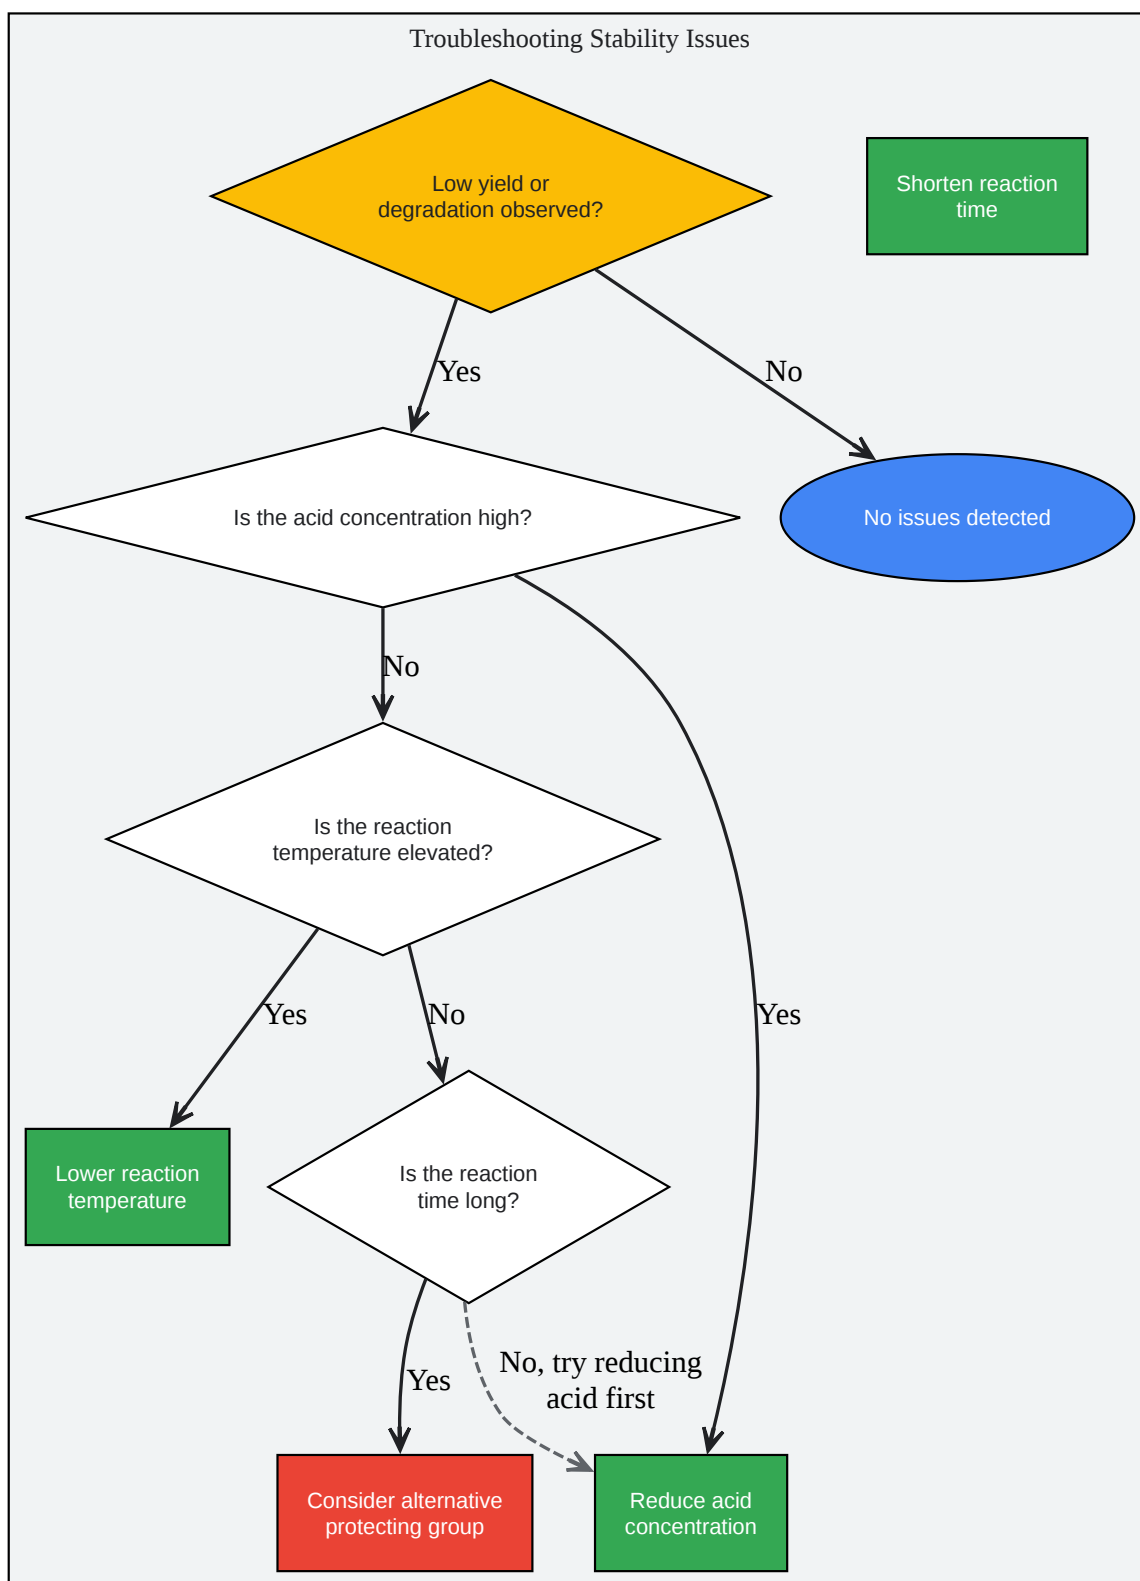 Troubleshooting Stability Issues
Low yield or
degradation observed?
Shorten reaction
time
Yes
No
Is the acid concentration high?
No issues detected
No
Is the reaction
temperature elevated?
Yes
No
Yes
Lower reaction
temperature
Is the reaction
time long?
Yes
No, try reducing
acid first
Consider alternative
protecting group
Reduce acid
concentration